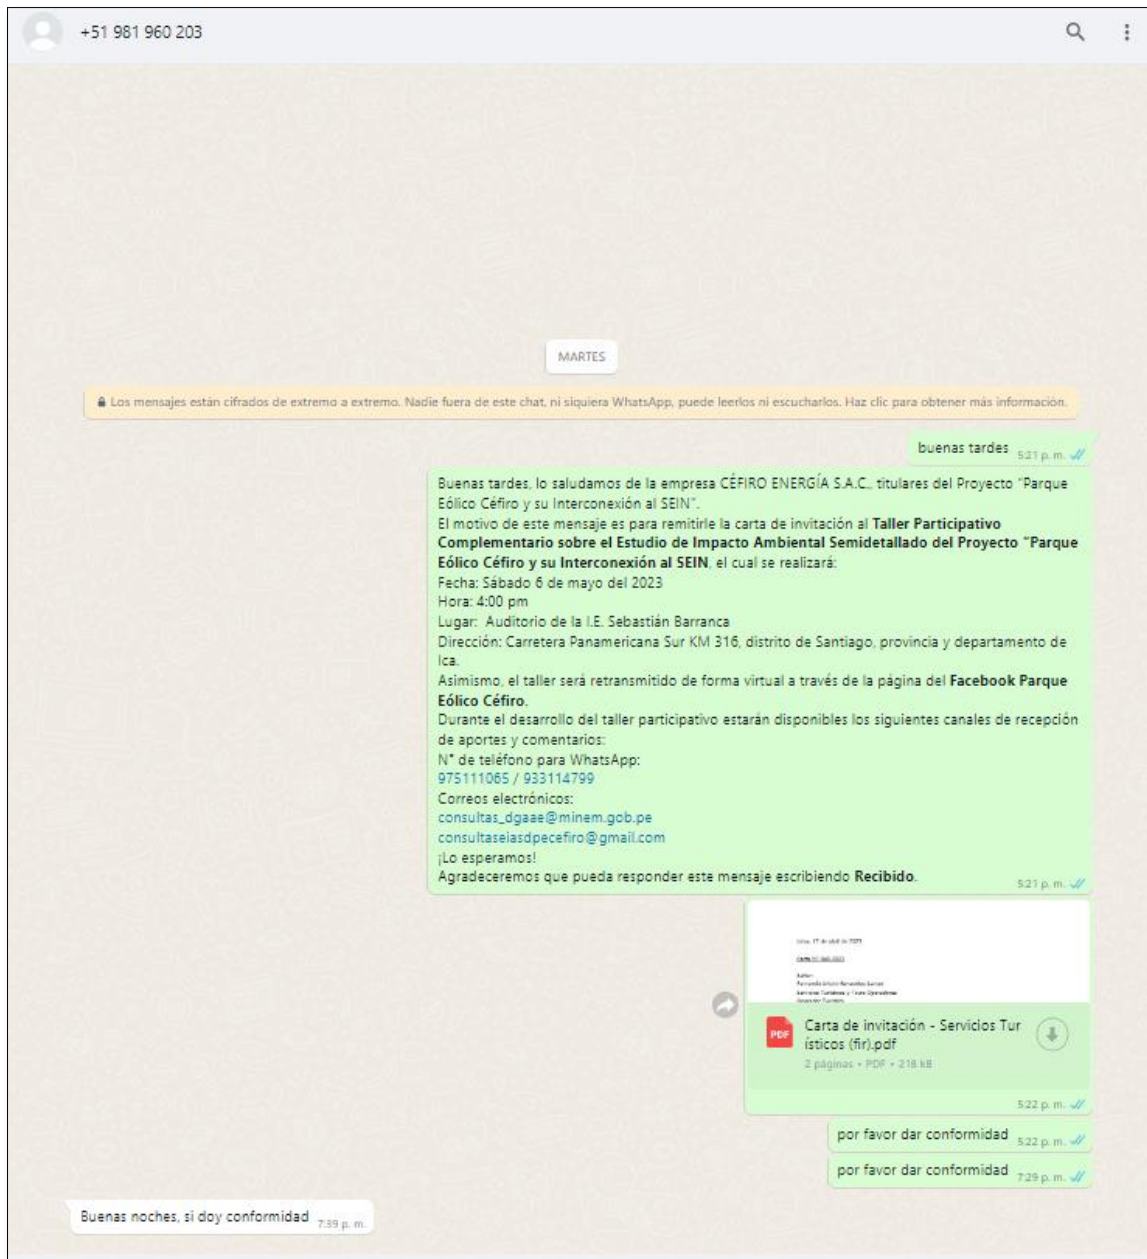 +51 981 960 203
MARTES
Los mensajes están cifrados de extremo a extremo. Nadie fuera de este chat, ni siquiera WhatsApp, puede leerlos ni escucharlos. Haz clic para obtener más información.
buenas tardes 5:21 p. m.
Buenas tardes, lo saludamos de la empresa CÉFIRO ENERGÍA S.A.C., titulares del Proyecto "Parque
Eólico Céfiro y su Interconexión al SEIN".
El motivo de este mensaje es para remitirle la carta de invitación al Taller Participativo
Complementario sobre el Estudio de Impacto Ambiental Semidetallado del Proyecto "Parque
Eólico Céfiro y su Interconexión al SEIN, el cual se realizará:
Fecha: Sábado 6 de mayo del 2023
Hora: 4:00 pm
Lugar: Auditorio de la I.E. Sebastián Barranca
Dirección: Carretera Panamericana Sur KM 316, distrito de Santiago, provincia y departamento de
Ica.
Asimismo, el taller será retransmitido de forma virtual a través de la página del Facebook Parque
Eólico Céfiro.
Durante el desarrollo del taller participativo estarán disponibles los siguientes canales de recepción
de aportes y comentarios:
N° de teléfono para WhatsApp:
975111065 / 933114799
Correos electrónicos:
consultas_dgaae@minem.gob.pe
consultaseiasdpecefiro@gmail.com
¡Lo esperamos!
Agradeceremos que pueda responder este mensaje escribiendo Recibido. 5:21 p. m.
Lima, 17 de abril de 2023
PDF
Carta de invitación - Servicios Tur
ísticos (fir).pdf
2 páginas • PDF • 218 kB
5:22 p. m.
por favor dar conformidad 5:22 p. m.
por favor dar conformidad 7:29 p. m.
Buenas noches, si doy conformidad 7:39 p. m.